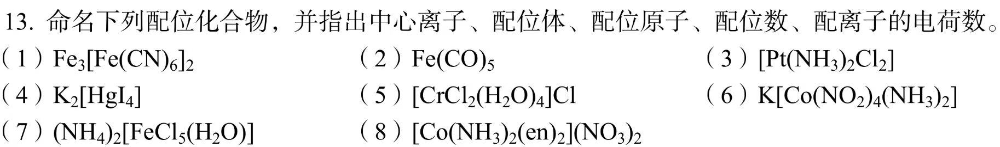 13. 命名下列配位化合物，并指出中心离子、配位体、配位原子、配位数、配离子的电荷数。
（1）Fe₃[Fe(CN)₆]₂ （2）Fe(CO)₅ （3）[Pt(NH₃)₂Cl₂]
（4）K₂[HgI₄] （5）[CrCl₂(H₂O)₄]Cl （6）K[Co(NO₂)₄(NH₃)₂]
（7）(NH₄)₂[FeCl₅(H₂O)] （8）[Co(NH₃)₂(en)₂](NO₃)₂